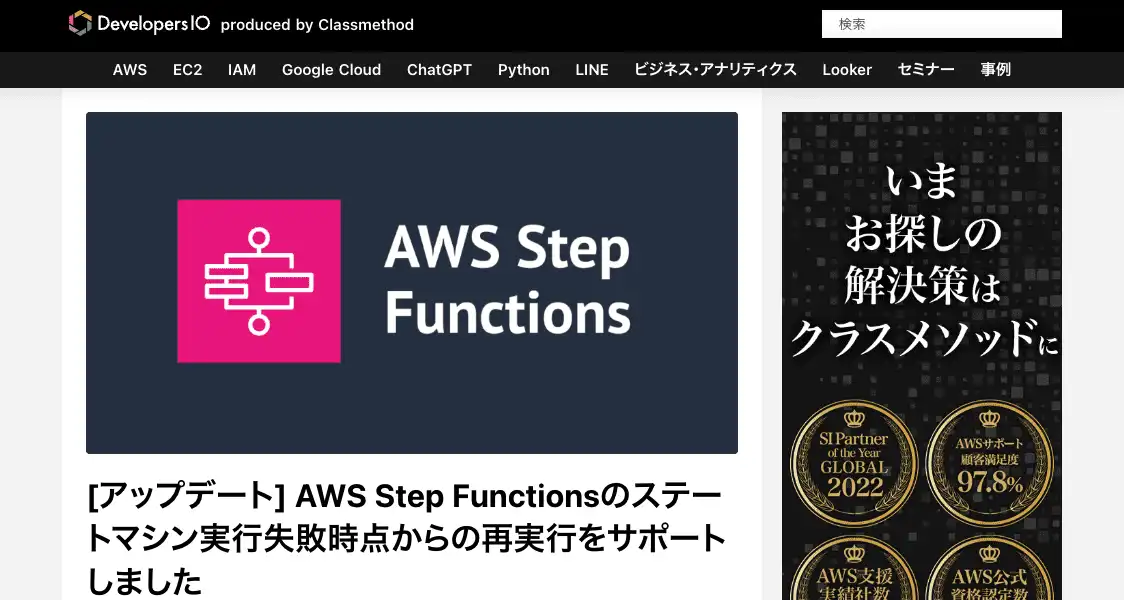 DevelopersIO produced by Classmethod
検索
AWS EC2 IAM Google Cloud ChatGPT Python LINE ビジネス・アナリティクス Looker セミナー 事例
AWS Step
Functions
[アップデート] AWS Step Functionsのステー
トマシン実行失敗時点からの再実行をサポート
しました
いま
お探しの
解決策は
クラスメソッドに
SI Partner
of the Year
GLOBAL
2022
AWSサポート
顧客満足度
97.8%
AWS支援
実績社数
AWS公式
資格認定数